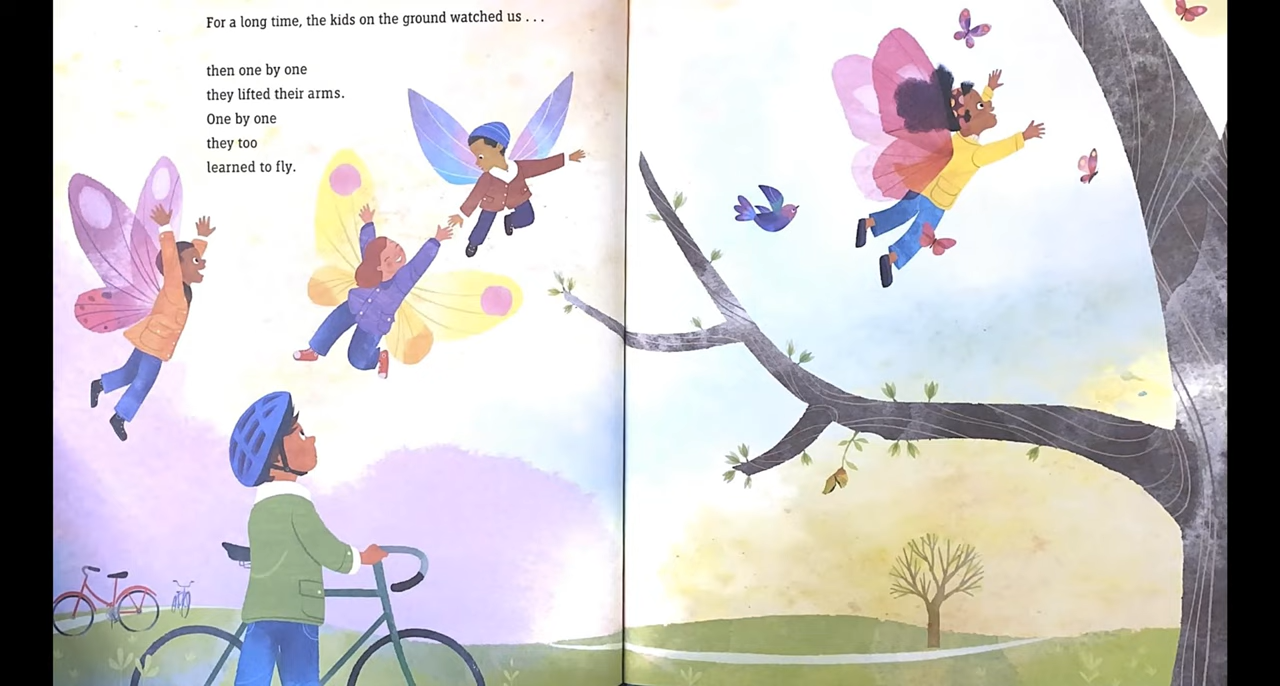 For a long time, the kids on the ground watched us . . .
then one by one
they lifted their arms.
One by one
they too
learned to fly.